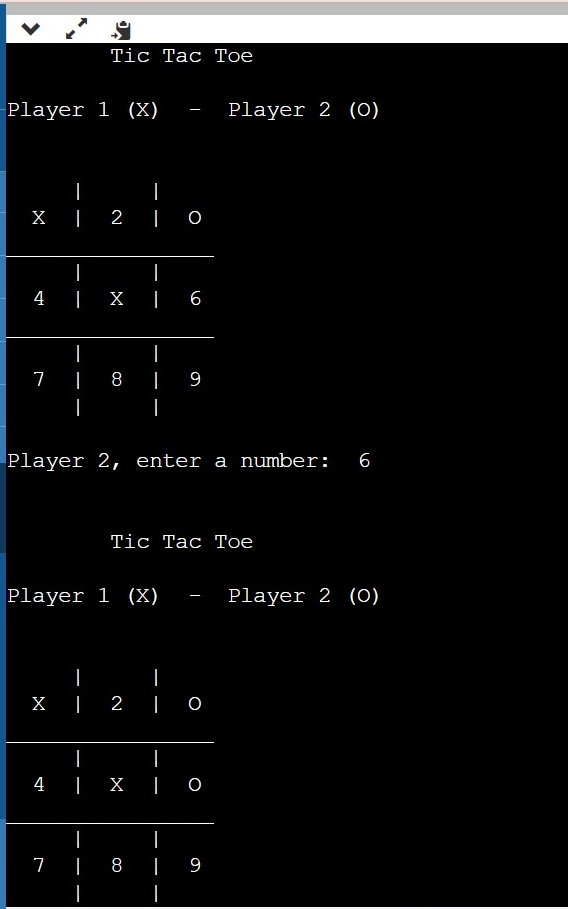 Tic Tac Toe
Player 1 (X)  -  Player 2 (O)
     |     |
  X  |  2  |  O
_____|_____|_____
     |     |
  4  |  X  |  6
_____|_____|_____
     |     |
  7  |  8  |  9
     |     |
Player 2, enter a number:  6
Tic Tac Toe
Player 1 (X)  -  Player 2 (O)
     |     |
  X  |  2  |  O
_____|_____|_____
     |     |
  4  |  X  |  O
_____|_____|_____
     |     |
  7  |  8  |  9
     |     |